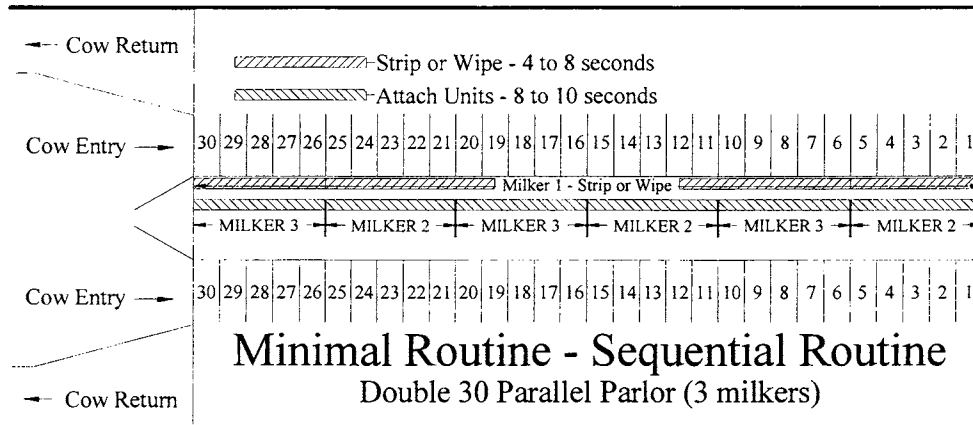 Cow Return
Strip or Wipe - 4 to 8 seconds
Attach Units - 8 to 10 seconds
Cow Entry
30 29 28 27 26 25 24 23 22 21 20 19 18 17 16 15 14 13 12 11 10 9 8 7 6 5 4 3 2 1
Milker 1 - Strip or Wipe
MILKER 3 MILKER 2 MILKER 3 MILKER 2 MILKER 3 MILKER 2
Cow Entry
30 29 28 27 26 25 24 23 22 21 20 19 18 17 16 15 14 13 12 11 10 9 8 7 6 5 4 3 2 1
Minimal Routine - Sequential Routine
Double 30 Parallel Parlor (3 milkers)
Cow Return